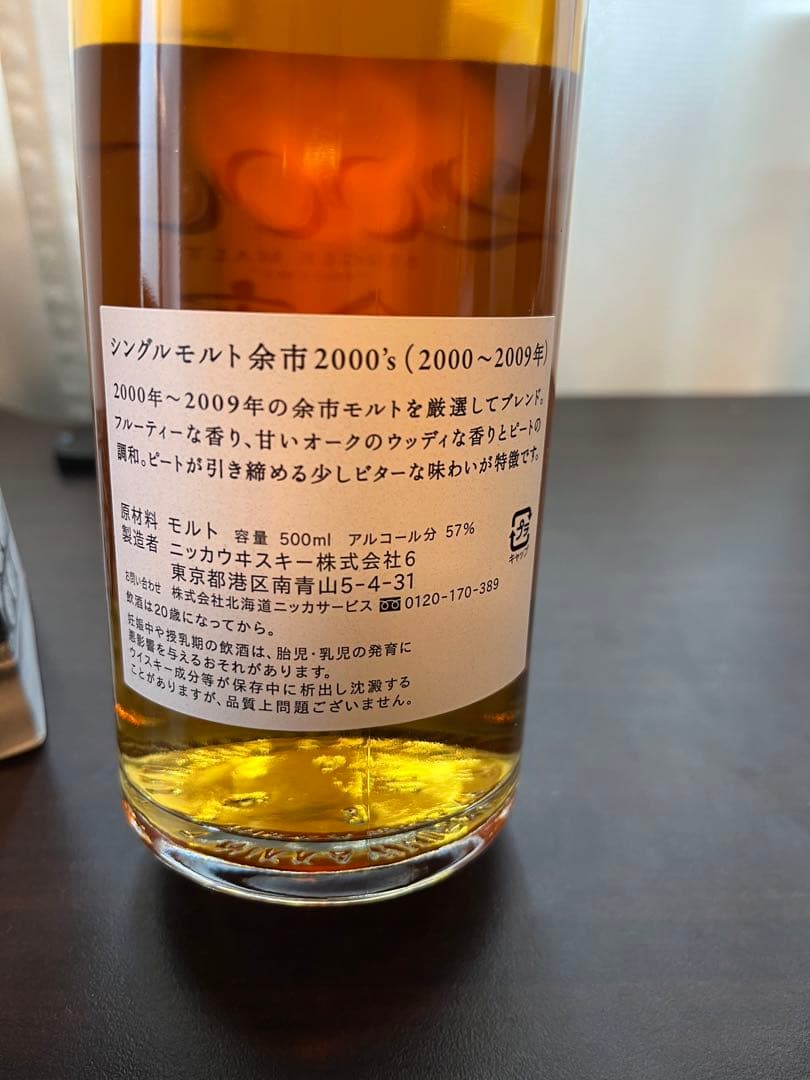 シングルモルト余市2000's(2000〜2009年)
2000年〜2009年の余市モルトを厳選してブレンド。
フルーティーな香り、甘いオークのウッディな香りとピートの
調和。ピートが引き締める少しビターな味わいが特徴です。
原材料 モルト 容量 500ml アルコール分 57%
製造者 ニッカウヰスキー株式会社6
東京都港区南青山5-4-31
お問い合わせ 株式会社北海道ニッカサービス 0120-170-389
飲酒は20歳になってから。
妊娠中や授乳期の飲酒は、胎児・乳児の発育に
悪影響を与えるおそれがあります。
ウイスキー成分等が保存中に析出し沈澱する
ことがありますが、品質上問題ございません。
プラ
キャップ